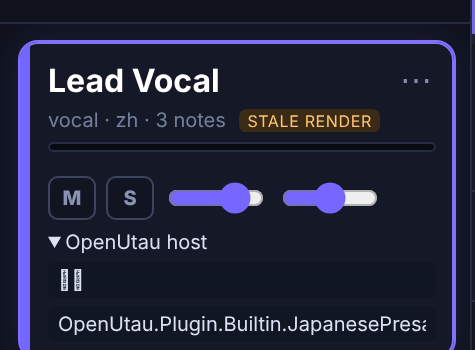 Lead Vocal
vocal · zh · 3 notes STALE RENDER
M S
▼ OpenUtau host
OpenUtau.Plugin.Builtin.JapanesePresa